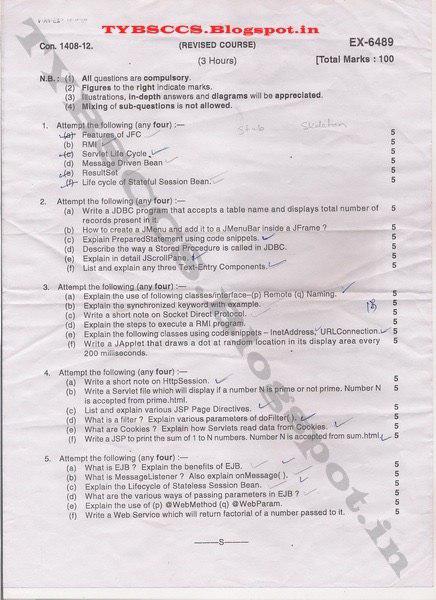 TYBSCCS.Blogspot.in
Con. 1408-12. (REVISED COURSE) EX-6489
(3 Hours) [Total Marks : 100
N.B. : (1) All questions are compulsory.
(2) Figures to the right indicate marks.
(3) Illustrations, in-depth answers and diagrams will be appreciated.
(4) Mixing of sub-questions is not allowed.
1. Attempt the following (any four) :—
(a) Features of JFC 5
(b) RMI 5
(c) Servlet Life Cycle 5
(d) Message Driven Bean 5
(e) ResultSet 5
(f) Life cycle of Stateful Session Bean. 5
2. Attempt the following (any four) :—
(a) Write a JDBC program that accepts a table name and displays total number of 5
records present in it.
(b) How to create a JMenu and add it to a JMenuBar inside a JFrame ? 5
(c) Explain PreparedStatement using code snippets. 5
(d) Describe the way a Stored Procedure is called in JDBC. 5
(e) Explain in detail JScrollPane. 5
(f) List and explain any three Text-Entry Components. 5
3. Attempt the following (any four) :—
(a) Explain the use of following classes/interface–(p) Remote (q) Naming. 5
(b) Explain the synchronized keyword with example. 5
(c) Write a short note on Socket Direct Protocol. 5
(d) Explain the steps to execute a RMI program. 5
(e) Explain the following classes using code snippets – InetAddress, URLConnection. 5
(f) Write a JApplet that draws a dot at random location in its display area every 5
200 milliseconds.
4. Attempt the following (any four) :—
(a) Write a short note on HttpSession. 5
(b) Write a Servlet file which will display if a number N is prime or not prime. Number N 5
is accepted from prime.html.
(c) List and explain various JSP Page Directives. 5
(d) What is a filter ? Explain various parameters of doFilter( ). 5
(e) What are Cookies ? Explain how Servlets read data from Cookies. 5
(f) Write a JSP to print the sum of 1 to N numbers. Number N is accepted from sum.html. 5
5. Attempt the following (any four) :—
(a) What is EJB ? Explain the benefits of EJB. 5
(b) What is MessageListener ? Also explain onMessage( ). 5
(c) Explain the Lifecycle of Stateless Session Bean. 5
(d) What are the various ways of passing parameters in EJB ? 5
(e) Explain the use of (p) @WebMethod (q) @WebParam. 5
(f) Write a Web Service which will return factorial of a number passed to it. 5
———S———
TYBSCCS.Blogspot.in